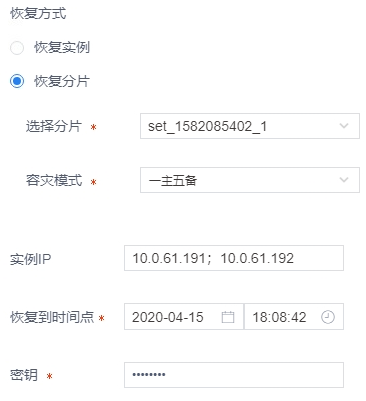 恢复方式
恢复实例
恢复分片
选择分片 * set_1582085402_1
容灾模式 * 一主五备
实例IP 10.0.61.191；10.0.61.192
恢复到时间点 * 2020-04-15 18:08:42
密钥 * ••••••••